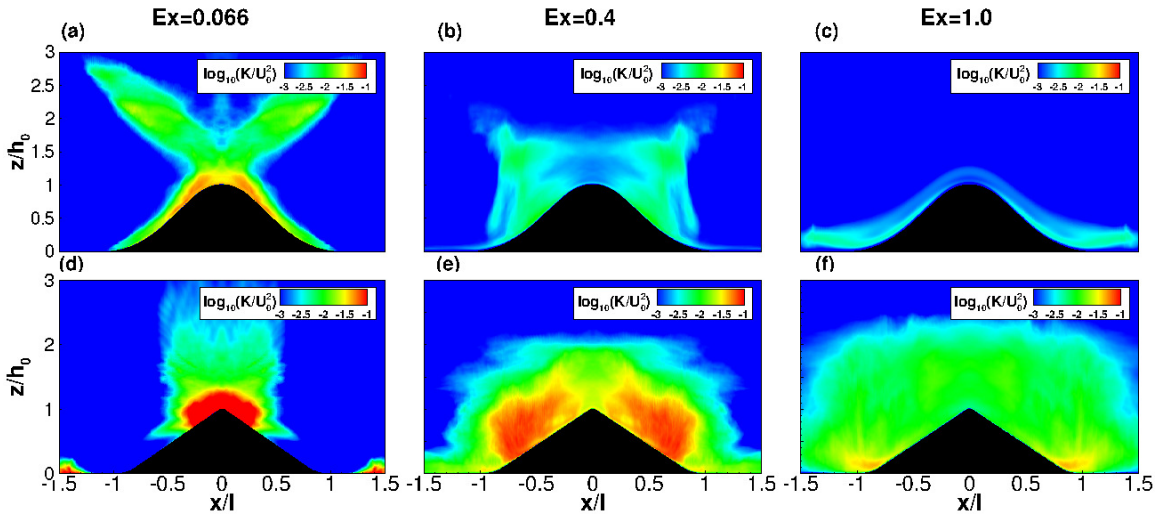 Ex=0.066 Ex=0.4 Ex=1.0
(a) (b) (c)
3
2.5
2
1.5
1
0.5
0
z/h0
log10(K/U0^2)
-3 -2.5 -2 -1.5 -1
log10(K/U0^2)
-3 -2.5 -2 -1.5 -1
log10(K/U0^2)
-3 -2.5 -2 -1.5 -1
(d) (e) (f)
3
2
1
0
z/h0
log10(K/U0^2)
-3 -2.5 -2 -1.5 -1
log10(K/U0^2)
-3 -2.5 -2 -1.5 -1
log10(K/U0^2)
-3 -2.5 -2 -1.5 -1
-1.5 -1 -0.5 0 0.5 1 1.5 -1 -0.5 0 0.5 1 1.5 -1 -0.5 0 0.5 1 1.5
x/l x/l x/l